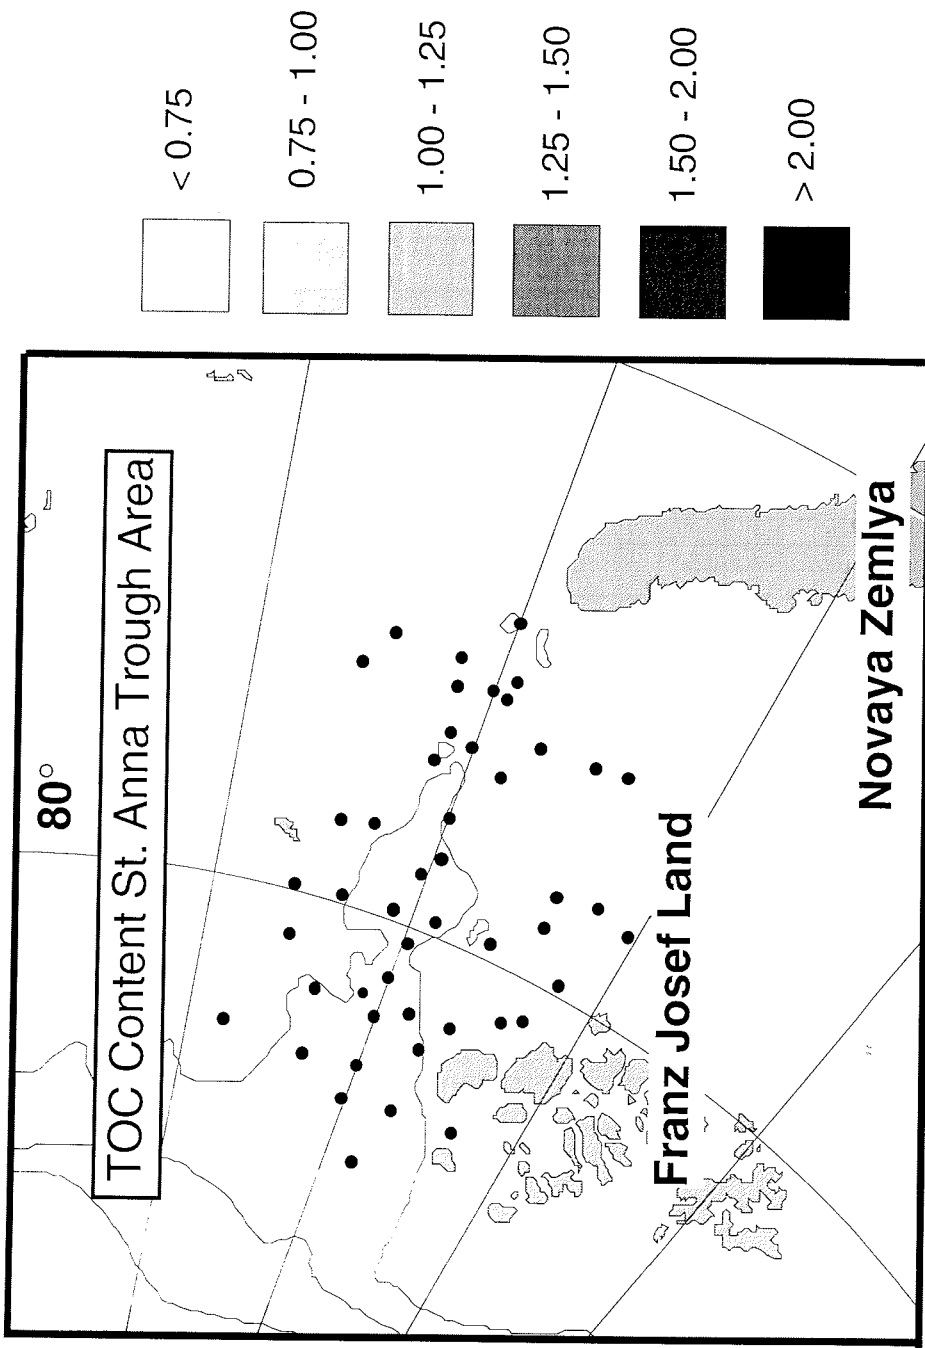 TOC Content St. Anna Trough Area
80°
Franz Josef Land
Novaya Zemlya
< 0.75
0.75 - 1.00
1.00 - 1.25
1.25 - 1.50
1.50 - 2.00
> 2.00